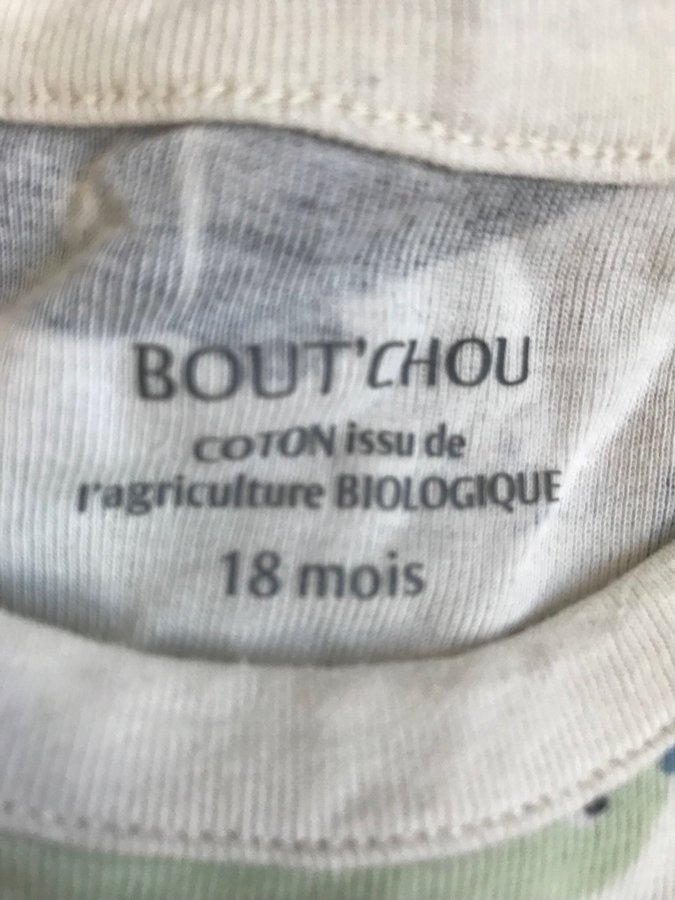 BOUT'CHOU
COTON issu de
l'agriculture BIOLOGIQUE
18 mois